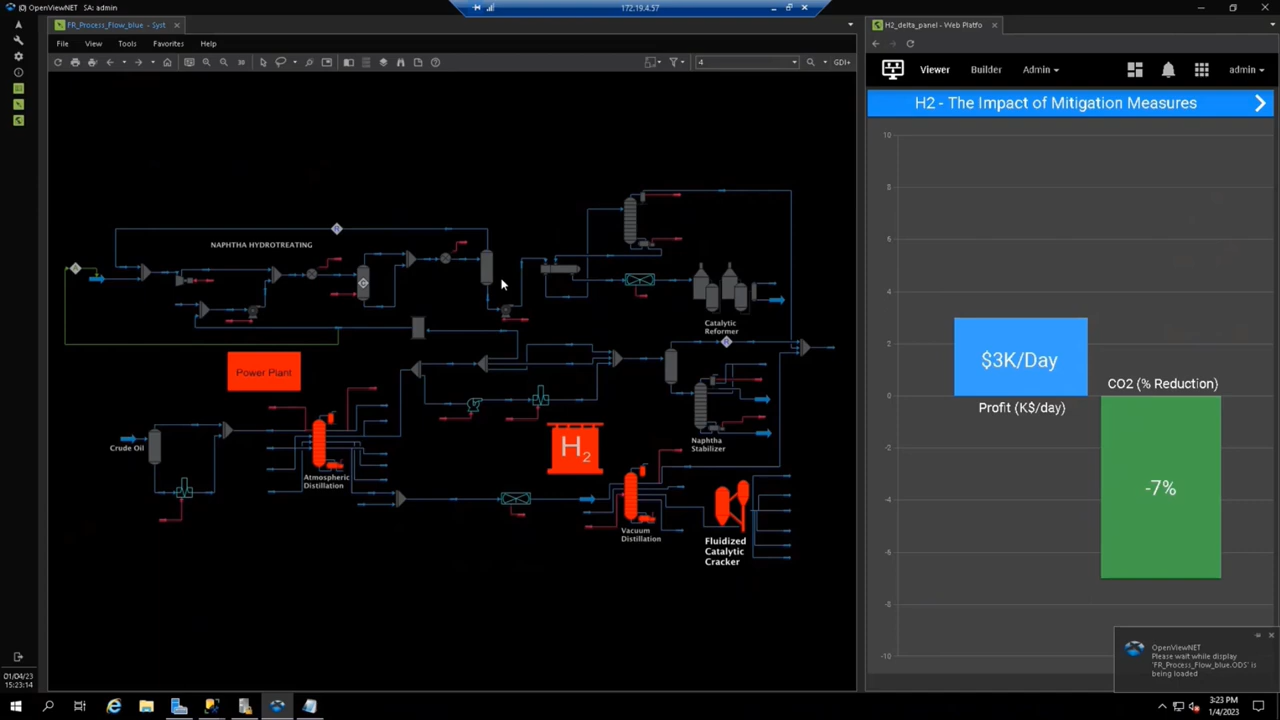 OpenViewNET SA: admin
172.19.4.57
FR_Process_Flow_blue - Syst
H2_delta_panel - Web Platfo
File View Tools Favorites Help
4
GDI+
Viewer Builder Admin admin
H2 - The Impact of Mitigation Measures
10
8
6
4
2
0
-2
-4
-6
-8
-10
$3K/Day
Profit (K$/day)
CO2 (% Reduction)
-7%
NAPHTHA HYDROTREATING
Catalytic
Reformer
Power Plant
Crude Oil
Atmospheric
Distillation
H2
Naphtha
Stabilizer
Vacuum
Distillation
Fluidized
Catalytic
Cracker
OpenViewNET
Please wait while display
'FR_Process_Flow_blue.ODS' is
being loaded
01/04/23
15:23:14
3:23 PM
1/4/2023